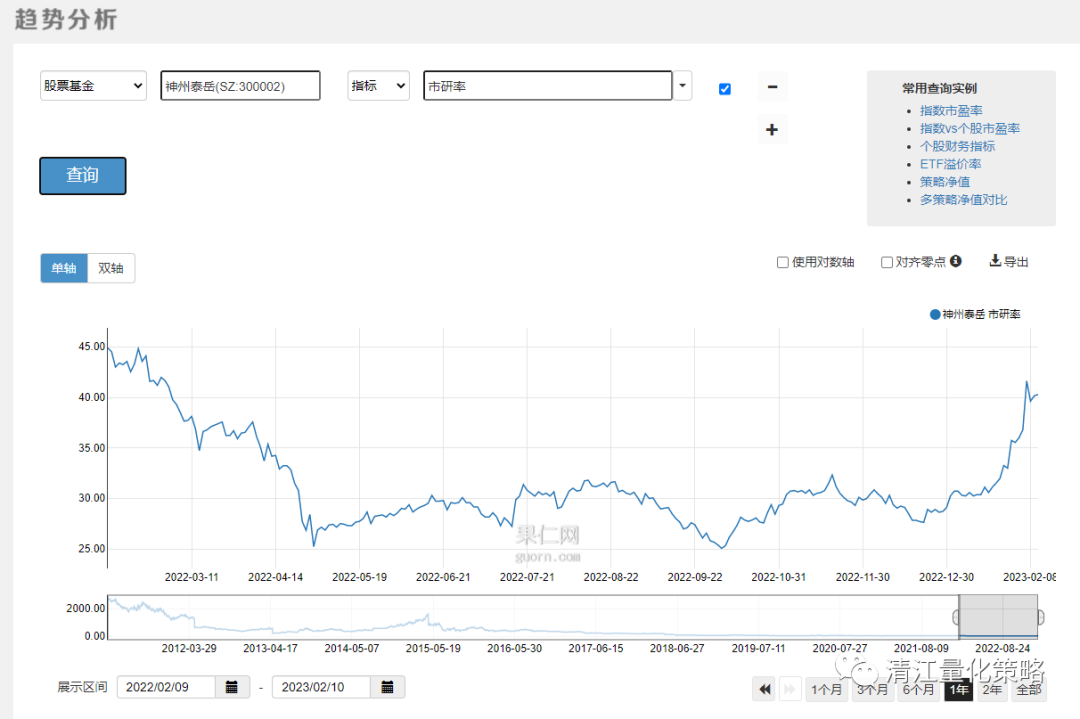 趋势分析
股票基金 神州泰岳(SZ:300002) 指标 市研率
常用查询实例
指数市盈率
指数vs个股市盈率
个股财务指标
ETF溢价率
策略净值
多策略净值对比
查询
单轴 双轴
使用对数轴 对齐零点 导出
神州泰岳 市研率
45.00
40.00
35.00
30.00
25.00
果仁网
guorn.com
2022-03-11 2022-04-14 2022-05-19 2022-06-21 2022-07-21 2022-08-22 2022-09-22 2022-10-31 2022-11-30 2022-12-30 2023-02-08
2000.00
0.00
2012-03-29 2013-04-17 2014-05-07 2015-05-19 2016-05-30 2017-06-15 2018-06-27 2019-07-11 2020-07-27 2021-08-09 2022-08-24
清江量化策略
展示区间 2022/02/09 - 2023/02/10 1个月 3个月 6个月 1年 2年 全部